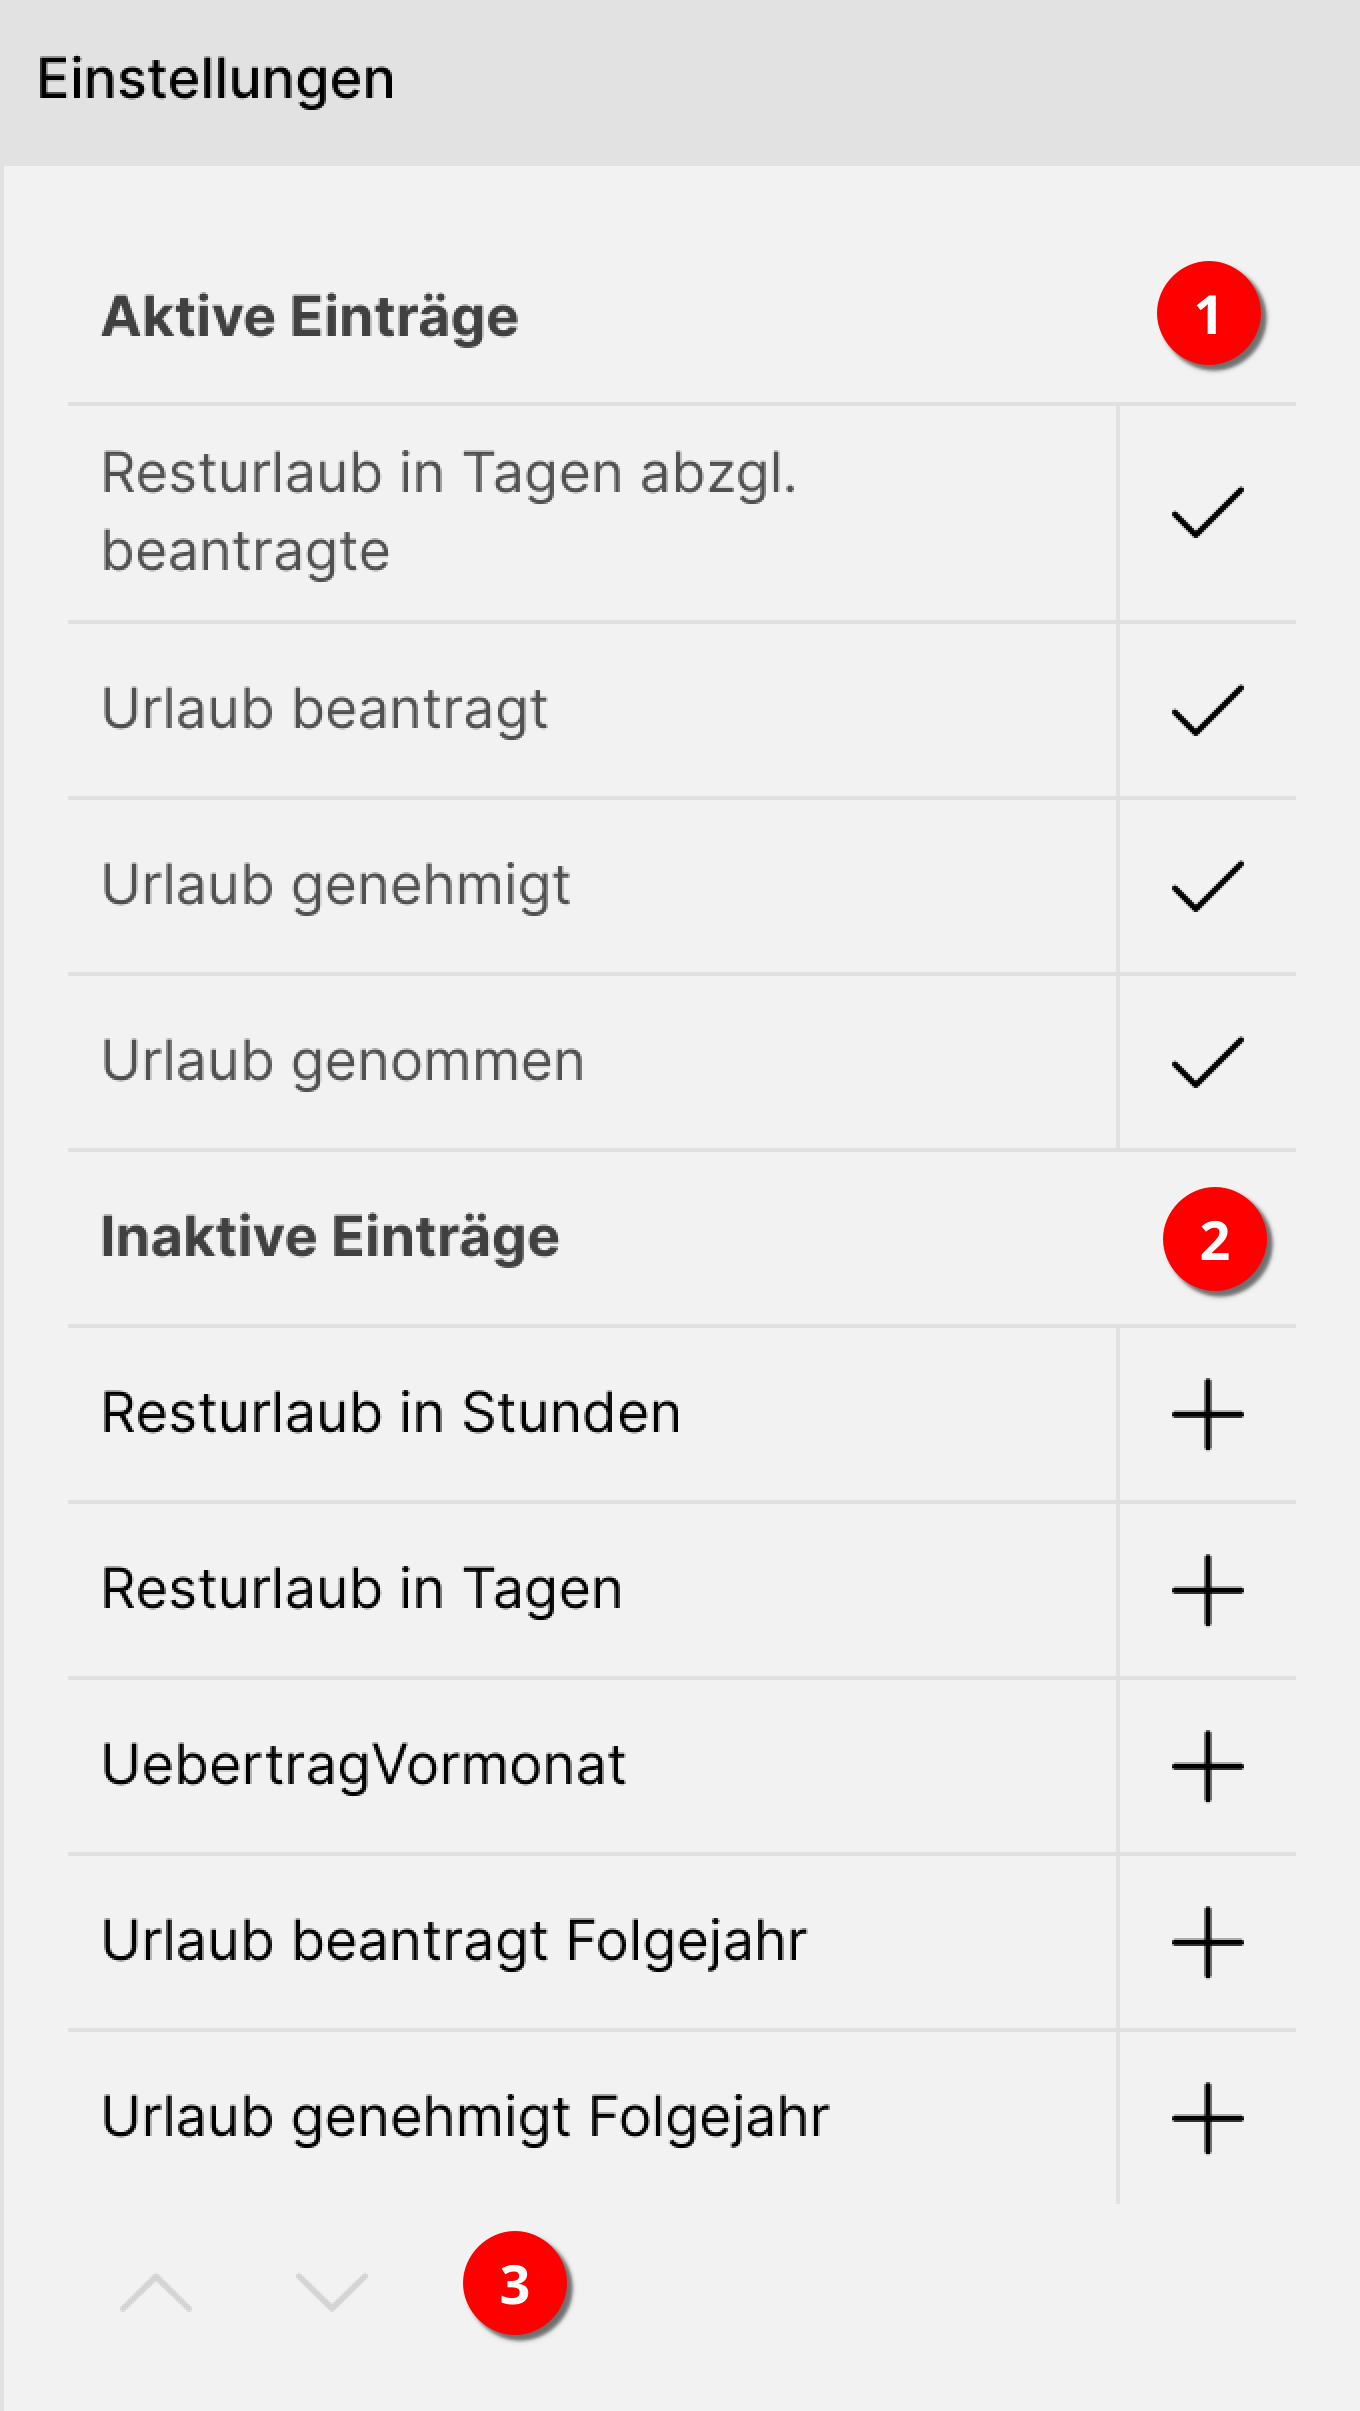 Einstellungen
Aktive Einträge
1
Resturlaub in Tagen abzgl.
beantragte
Urlaub beantragt
Urlaub genehmigt
Urlaub genommen
Inaktive Einträge
2
Resturlaub in Stunden
Resturlaub in Tagen
UebertragVormonat
Urlaub beantragt Folgejahr
Urlaub genehmigt Folgejahr
3